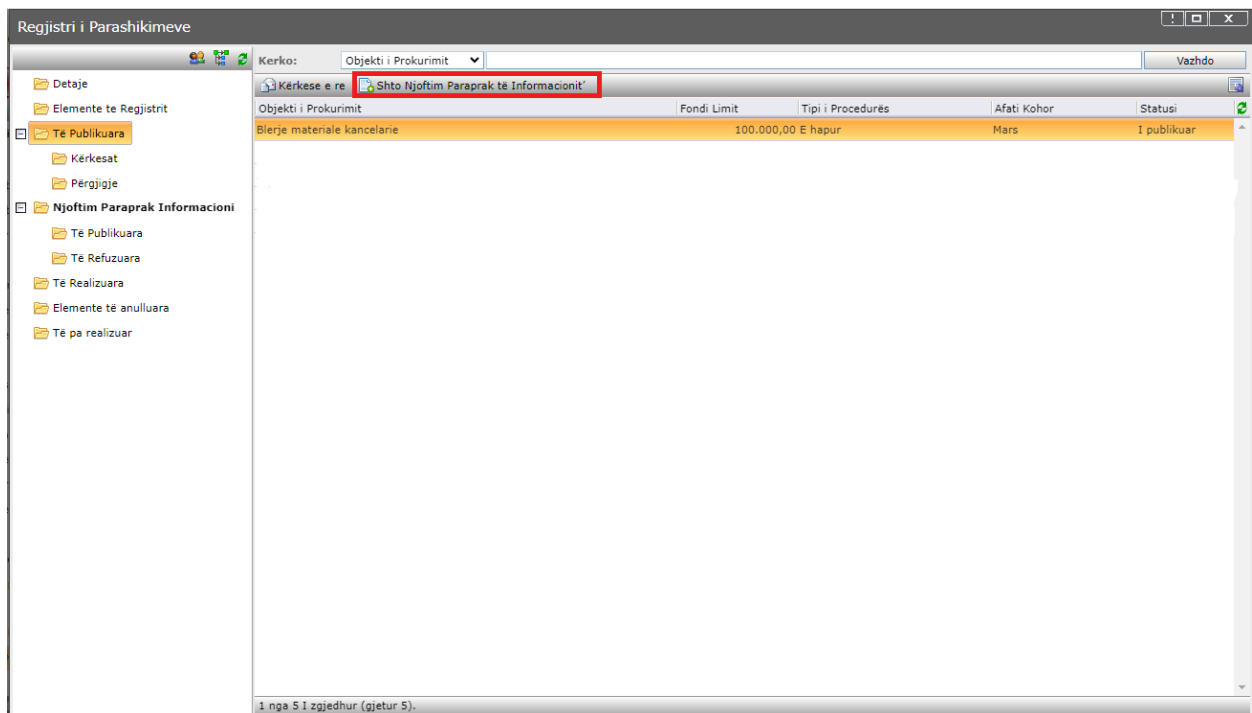 Regjistri i Parashikimeve
Kerko: Objekti i Prokurimit Vazhdo
Kërkese e re Shto Njoftim Paraprak të Informacionit'
Objekti i Prokurimit Fondi Limit Tipi i Procedurës Afati Kohor Statusi
Blerje materiale kancelarie 100.000,00 E hapur Mars I publikuar
Detaje
Elemente te Regjistrit
Të Publikuara
Kërkesat
Përgjigje
Njoftim Paraprak Informacioni
Të Publikuara
Të Refuzuara
Të Realizuara
Elemente të anulluara
Të pa realizuar
1 nga 5 I zgjedhur (gjetur 5).